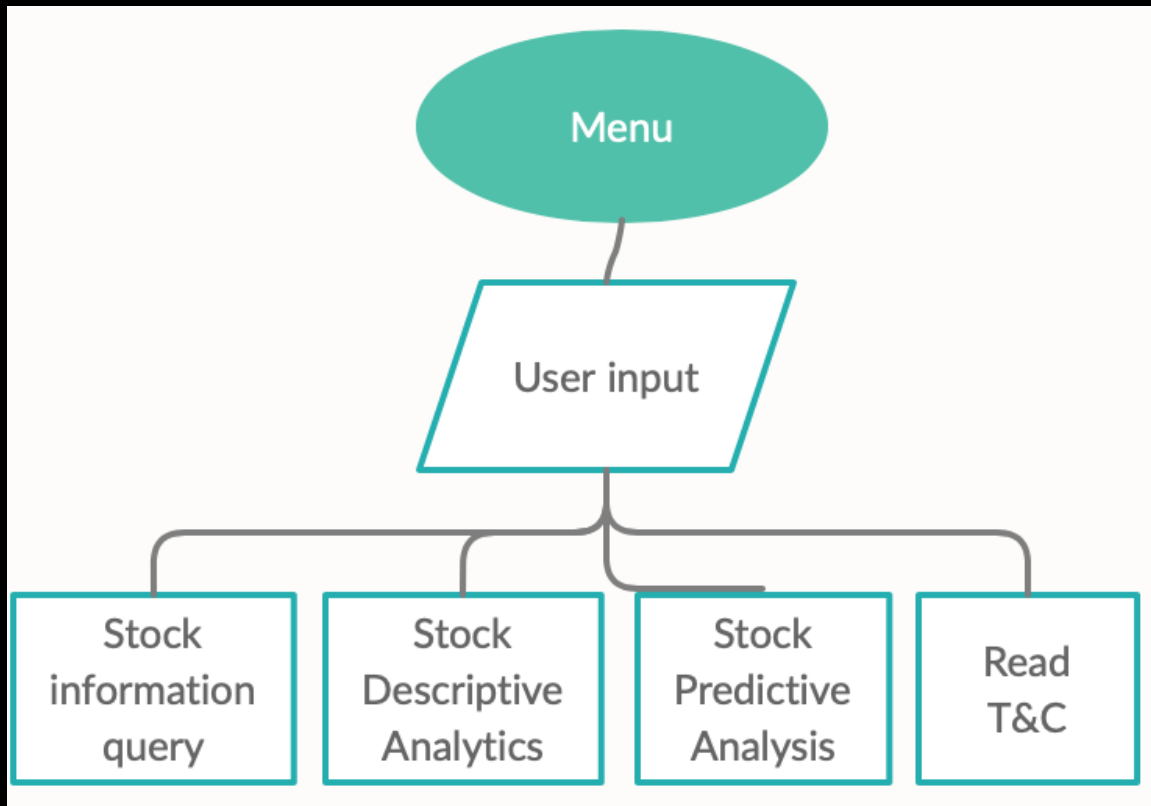 Menu
User input
Stock
information
query
Stock
Descriptive
Analytics
Stock
Predictive
Analysis
Read
T&C